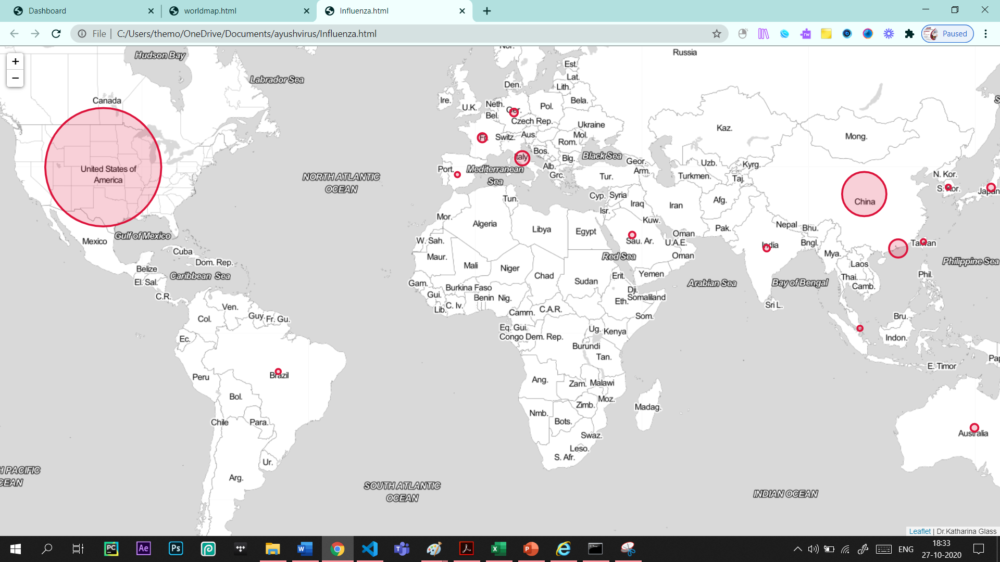 Dashboard
worldmap.html
Influenza.html
File
C:/Users/themo/OneDrive/Documents/ayushvirus/Influenza.html
Paused
+
−
Hudson Bay
Nor.
Russia
Est.
Labrador Sea
Lat.
Den.
Lith.
Canada
Ire.
Neth.
Pol.
Bela.
U.K.
Ger.
Bel.
Czech Rep.
Ukraine
Kaz.
Fr.
Switz.
Aus.
Mol.
Mong.
Rom.
Bos.
Italy
Blg.
Black Sea
Geor.
Uzb.
Kyrg.
United States of
America
Port.
Mediterranean
Sea
Alb.
Grc.
Arm.
Tur.
Turkmen.
Taj.
N. Kor.
S. Kor.
Japan
NORTH ATLANTIC
OCEAN
Tun.
Cyp.
Syria
Iraq
Iran
Afg.
China
Isr.
Mor.
Algeria
Libya
Egypt
Kuw.
Pak.
Nepal
Bhu.
Mexico
Gulf of Mexico
W. Sah.
Sau. Ar.
Oman
U.A.E.
India
Bngl.
Taiwan
Cuba
Maur.
Red Sea
Oman
Mya.
Dom. Rep.
Mali
Niger
Laos
Philippine Sea
Belize
Caribbean Sea
Chad
Sudan
Erit.
Yemen
Arabian Sea
Bay of Bengal
Thai.
Phil.
El. Sal.
Gam.
Burkina Faso
Dji.
Camb.
C.R.
Gui.
Benin
Nig.
Eth.
Somaliland
Ven.
Lib.
C. Iv.
Camrn.
C.A.R.
Sri L.
Col.
Guy.
Fr. Gu.
Som.
Bru.
Eq. Gui.
Ug.
Kenya
Ec.
Congo Dem. Rep.
Indon.
Burundi
Tan.
Pap
Peru
Brazil
Ang.
Zam.
Malawi
E. Timor
Bol.
Moz.
Zimb.
Madag.
Nmb.
Chile
Para.
Bots.
Swaz.
Australia
Leso.
S. Afr.
Ur.
H PACIFIC
CEAN
Arg.
SOUTH ATLANTIC
OCEAN
INDIAN OCEAN
Leaflet | Dr.Katharina Glass
PC
Ae
Ps
ENG
18:33
27-10-2020